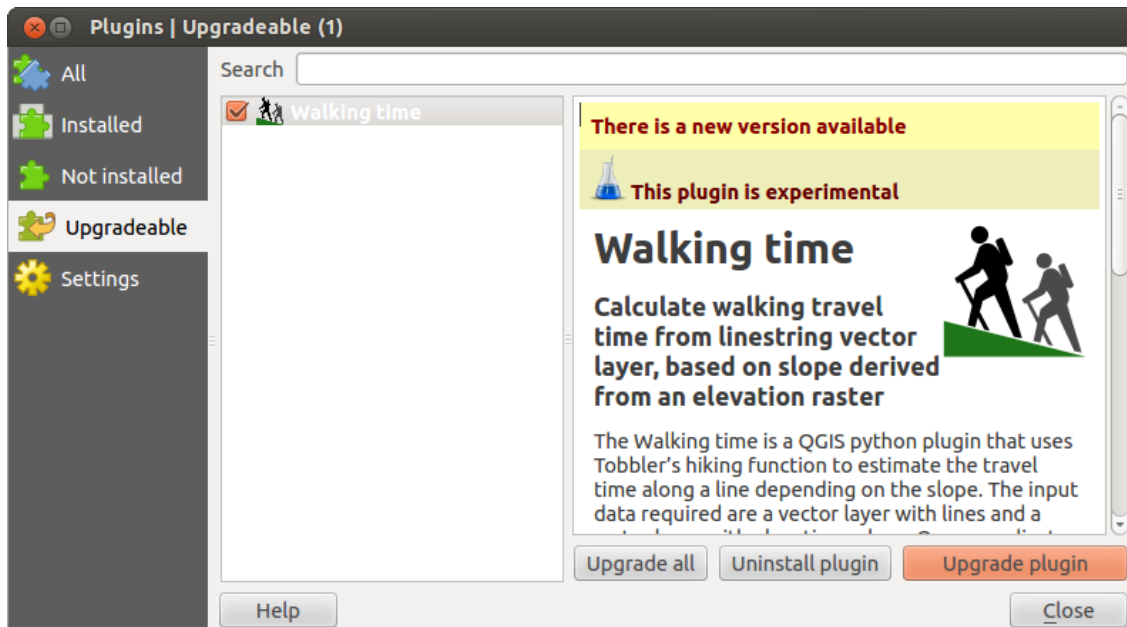 Plugins | Upgradeable (1)
All
Installed
Not installed
Upgradeable
Settings
Search
Walking time
There is a new version available
This plugin is experimental
Walking time
Calculate walking travel
time from linestring vector
layer, based on slope derived
from an elevation raster
The Walking time is a QGIS python plugin that uses
Tobbler's hiking function to estimate the travel
time along a line depending on the slope. The input
data required are a vector layer with lines and a
Upgrade all
Uninstall plugin
Upgrade plugin
Help
Close